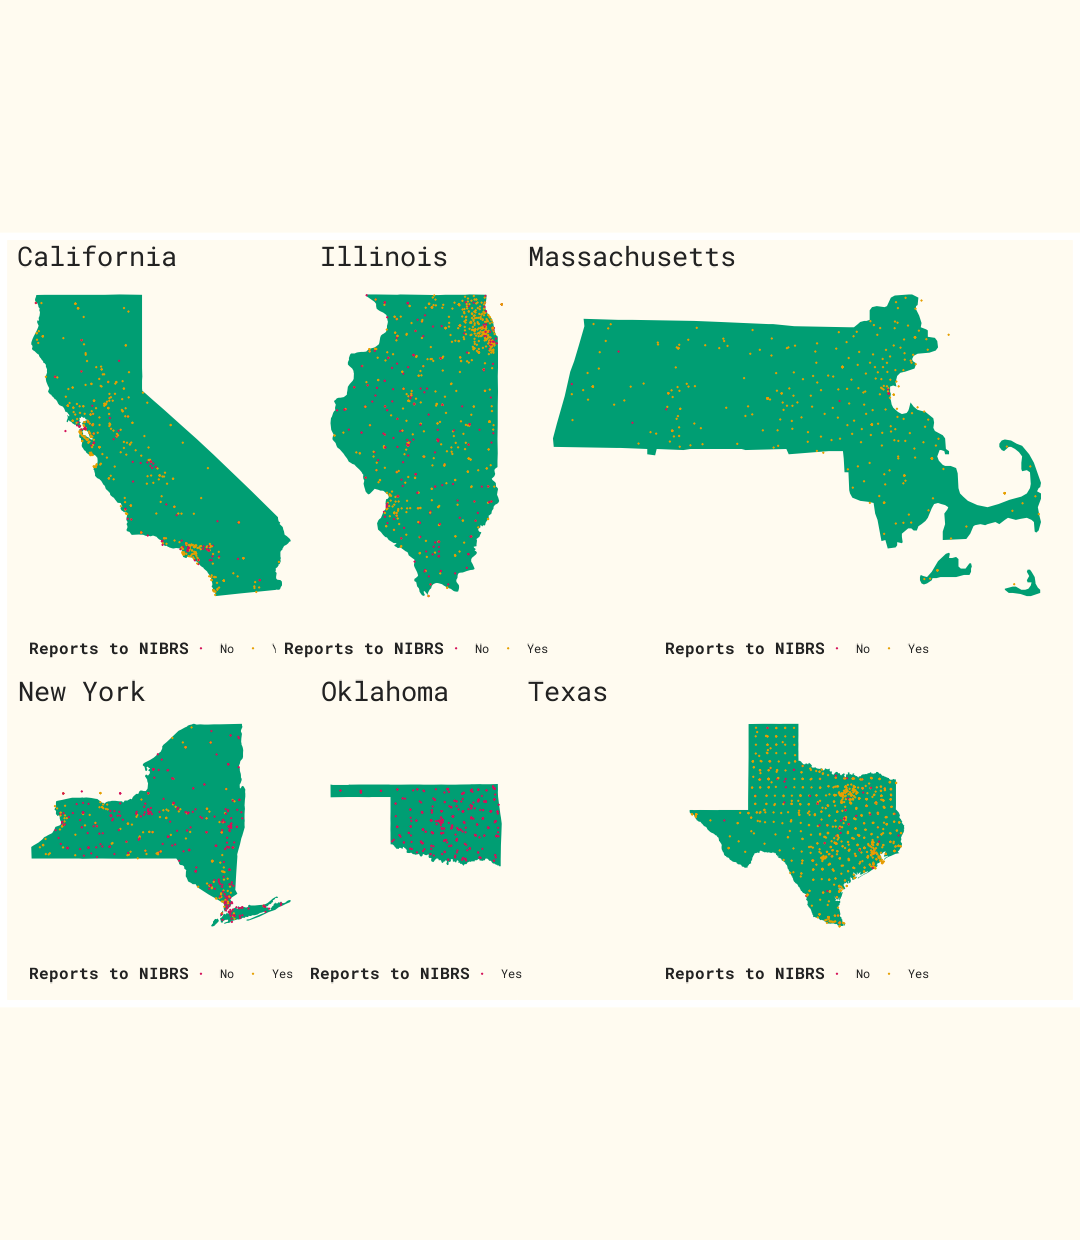 California
Illinois
Massachusetts
Reports to NIBRS No
Reports to NIBRS No Yes
Reports to NIBRS No Yes
New York
Oklahoma
Texas
Reports to NIBRS No Yes
Reports to NIBRS Yes
Reports to NIBRS No Yes